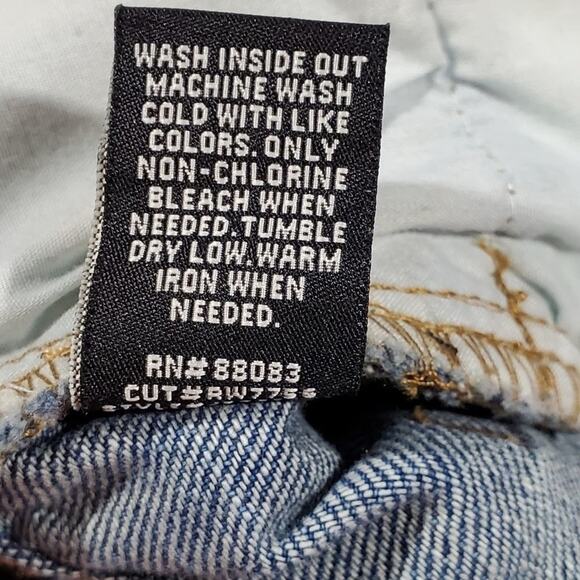 WASH INSIDE OUT
MACHINE WASH
COLD WITH LIKE
COLORS. ONLY
NON-CHLORINE
BLEACH WHEN
NEEDED.TUMBLE
DRY LOW.WARM
IRON WHEN
NEEDED.
RN# 88083
CUT#